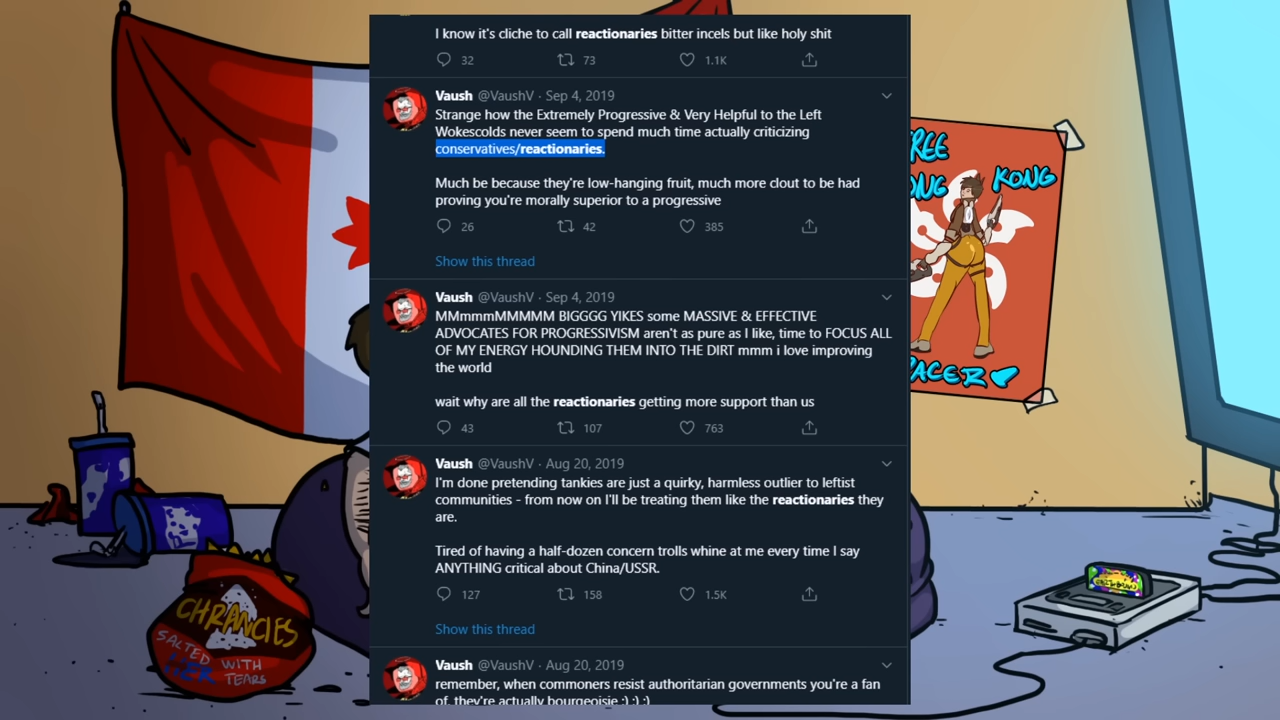 I know it's cliche to call reactionaries bitter incels but like holy shit
32 73 1.1K
Vaush @VaushV · Sep 4, 2019
Strange how the Extremely Progressive & Very Helpful to the Left
Wokescolds never seem to spend much time actually criticizing
conservatives/reactionaries.
Much be because they're low-hanging fruit, much more clout to be had
proving you're morally superior to a progressive
26 42 385
Show this thread
Vaush @VaushV · Sep 4, 2019
MMmmmMMMMM BIGGGG YIKES some MASSIVE & EFFECTIVE
ADVOCATES FOR PROGRESSIVISM aren't as pure as I like, time to FOCUS ALL
OF MY ENERGY HOUNDING THEM INTO THE DIRT mmm i love improving
the world
wait why are all the reactionaries getting more support than us
43 107 763
Vaush @VaushV · Aug 20, 2019
I'm done pretending tankies are just a quirky, harmless outlier to leftist
communities - from now on I'll be treating them like the reactionaries they
are.
Tired of having a half-dozen concern trolls whine at me every time I say
ANYTHING critical about China/USSR.
127 158 1.5K
Show this thread
Vaush @VaushV · Aug 20, 2019
remember, when commoners resist authoritarian governments you're a fan
of, they're actually bourgeoisie :) :) :)
REE
NG KONG
ACER
CHRANCIES
SALTED WITH
HER TEARS